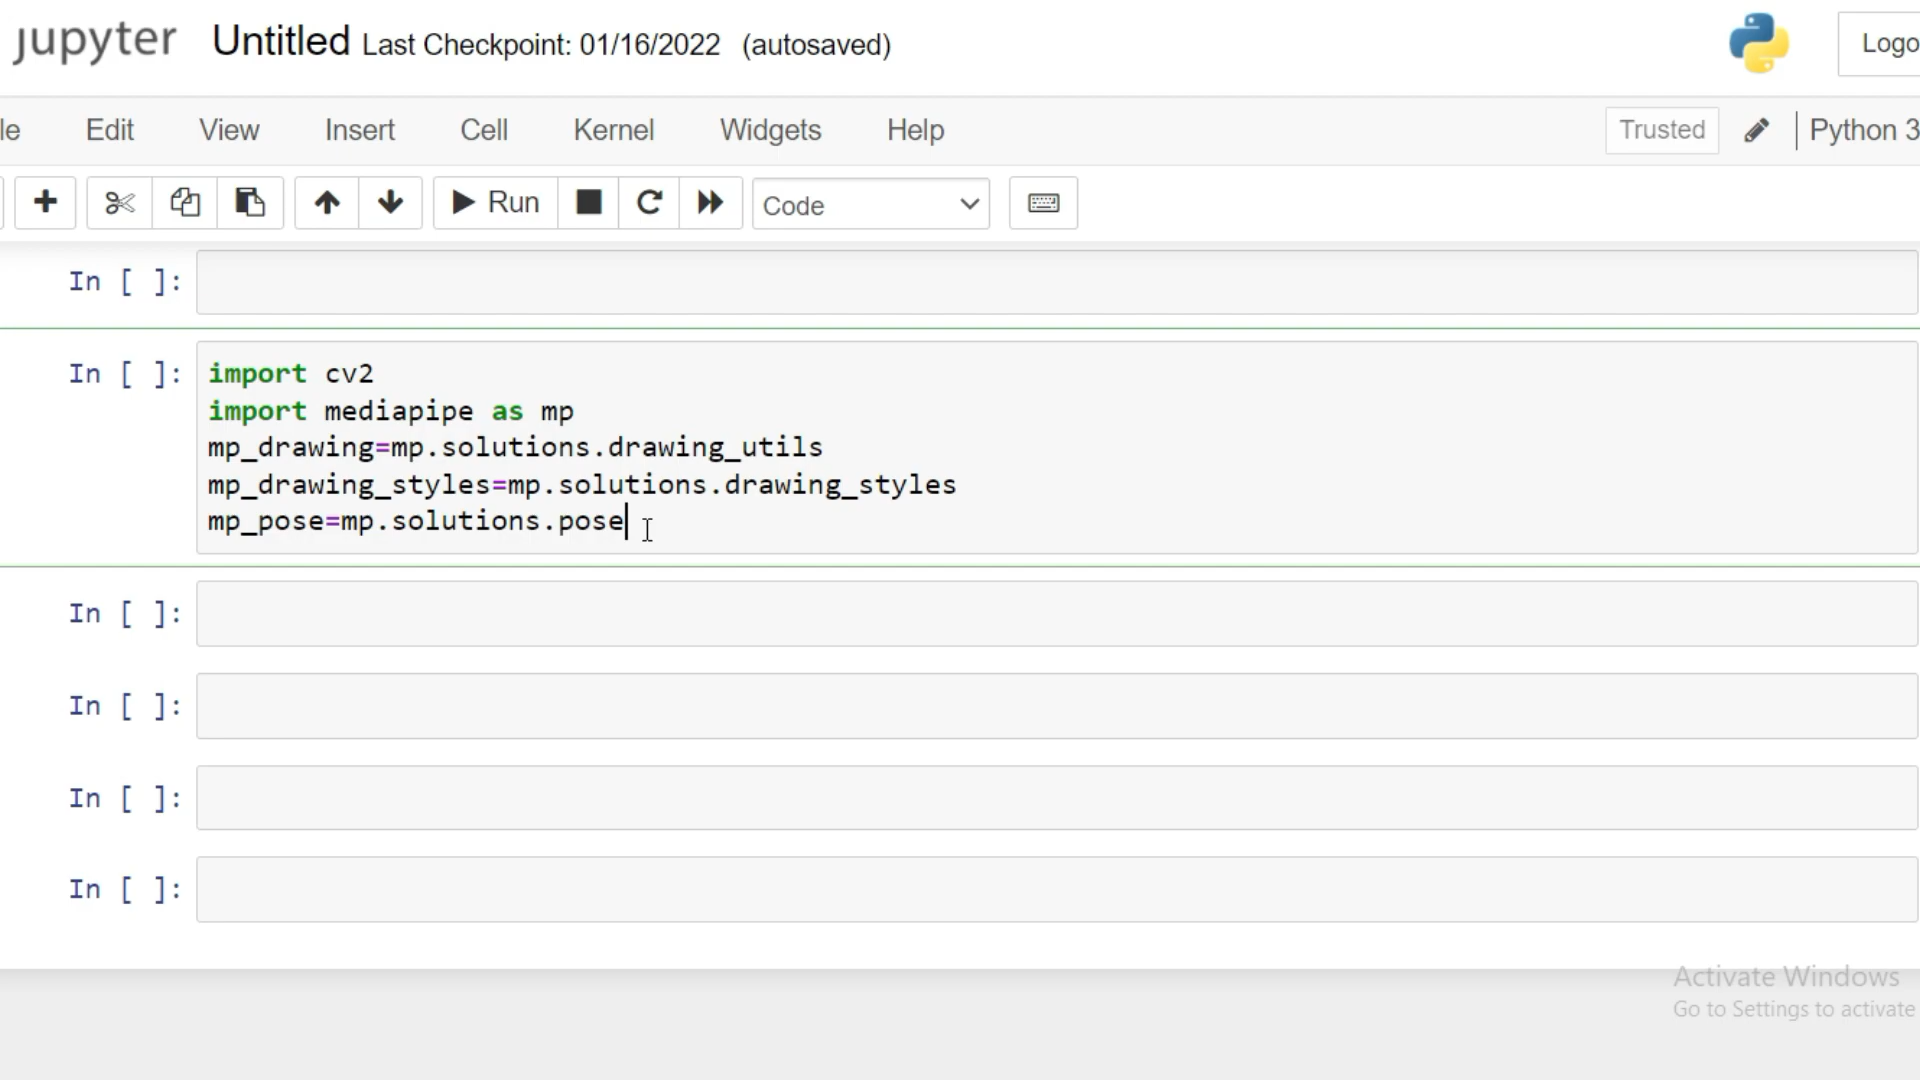 jupyter Untitled Last Checkpoint: 01/16/2022 (autosaved) Logo
le Edit View Insert Cell Kernel Widgets Help Trusted Python 3
Run Code
In [ ]:
In [ ]: import cv2
import mediapipe as mp
mp_drawing=mp.solutions.drawing_utils
mp_drawing_styles=mp.solutions.drawing_styles
mp_pose=mp.solutions.pose
In [ ]:
In [ ]:
In [ ]:
In [ ]:
Activate Windows
Go to Settings to activate